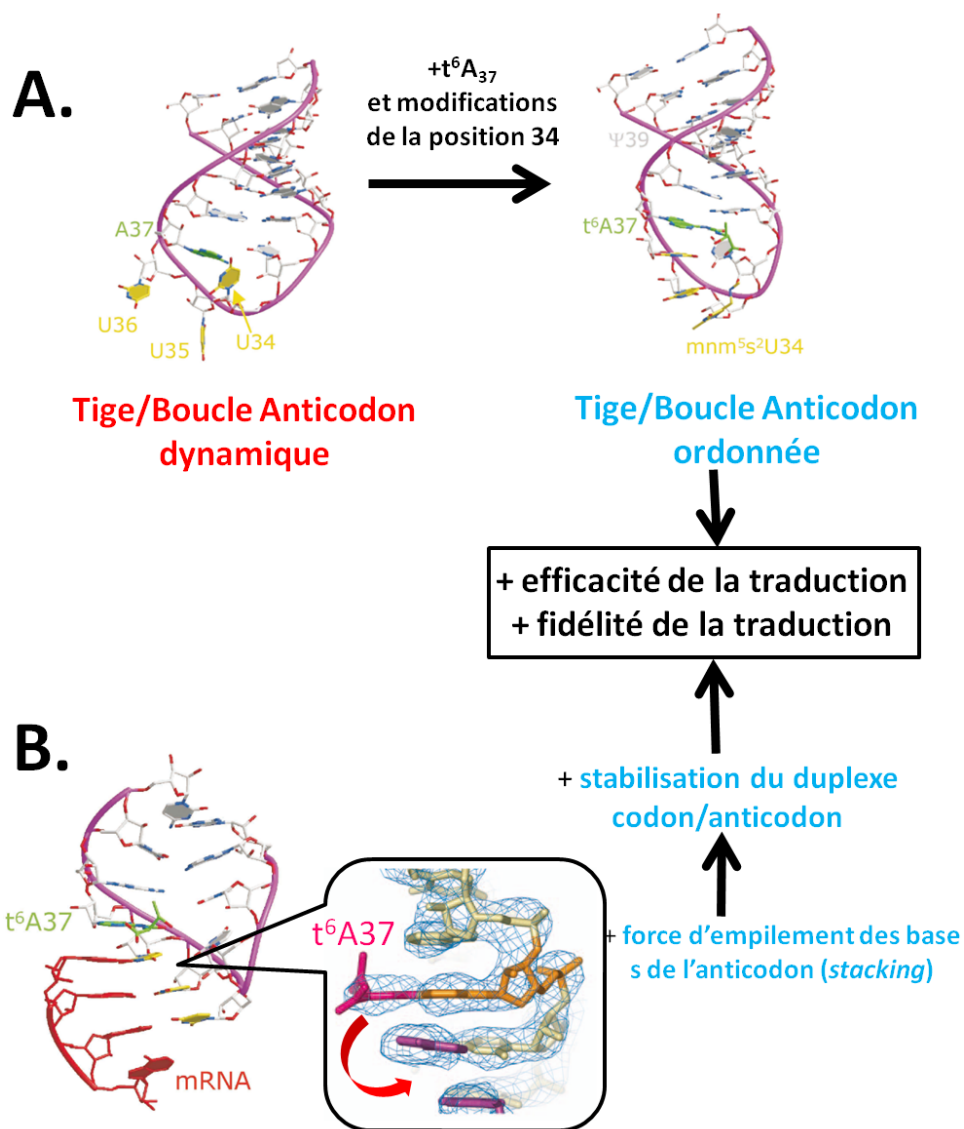 A.
+t⁶A₃₇
et modifications
de la position 34
A37
U36
U35
U34
Ψ39
t⁶A37
mnm⁵s²U34
Tige/Boucle Anticodon
dynamique
Tige/Boucle Anticodon
ordonnée
+ efficacité de la traduction
+ fidélité de la traduction
B.
+ stabilisation du duplexe
codon/anticodon
t⁶A37
mRNA
t⁶A37
+ force d'empilement des base
s de l'anticodon (stacking)